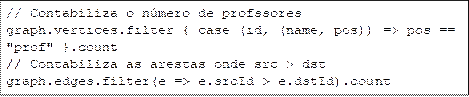 // Contabiliza o número de profssores
graph.vertices.filter { case (id, (name, pos)) => pos ==
"prof" }.count
// Contabiliza as arestas onde src > dst
graph.edges.filter(e => e.srcId > e.dstId).count